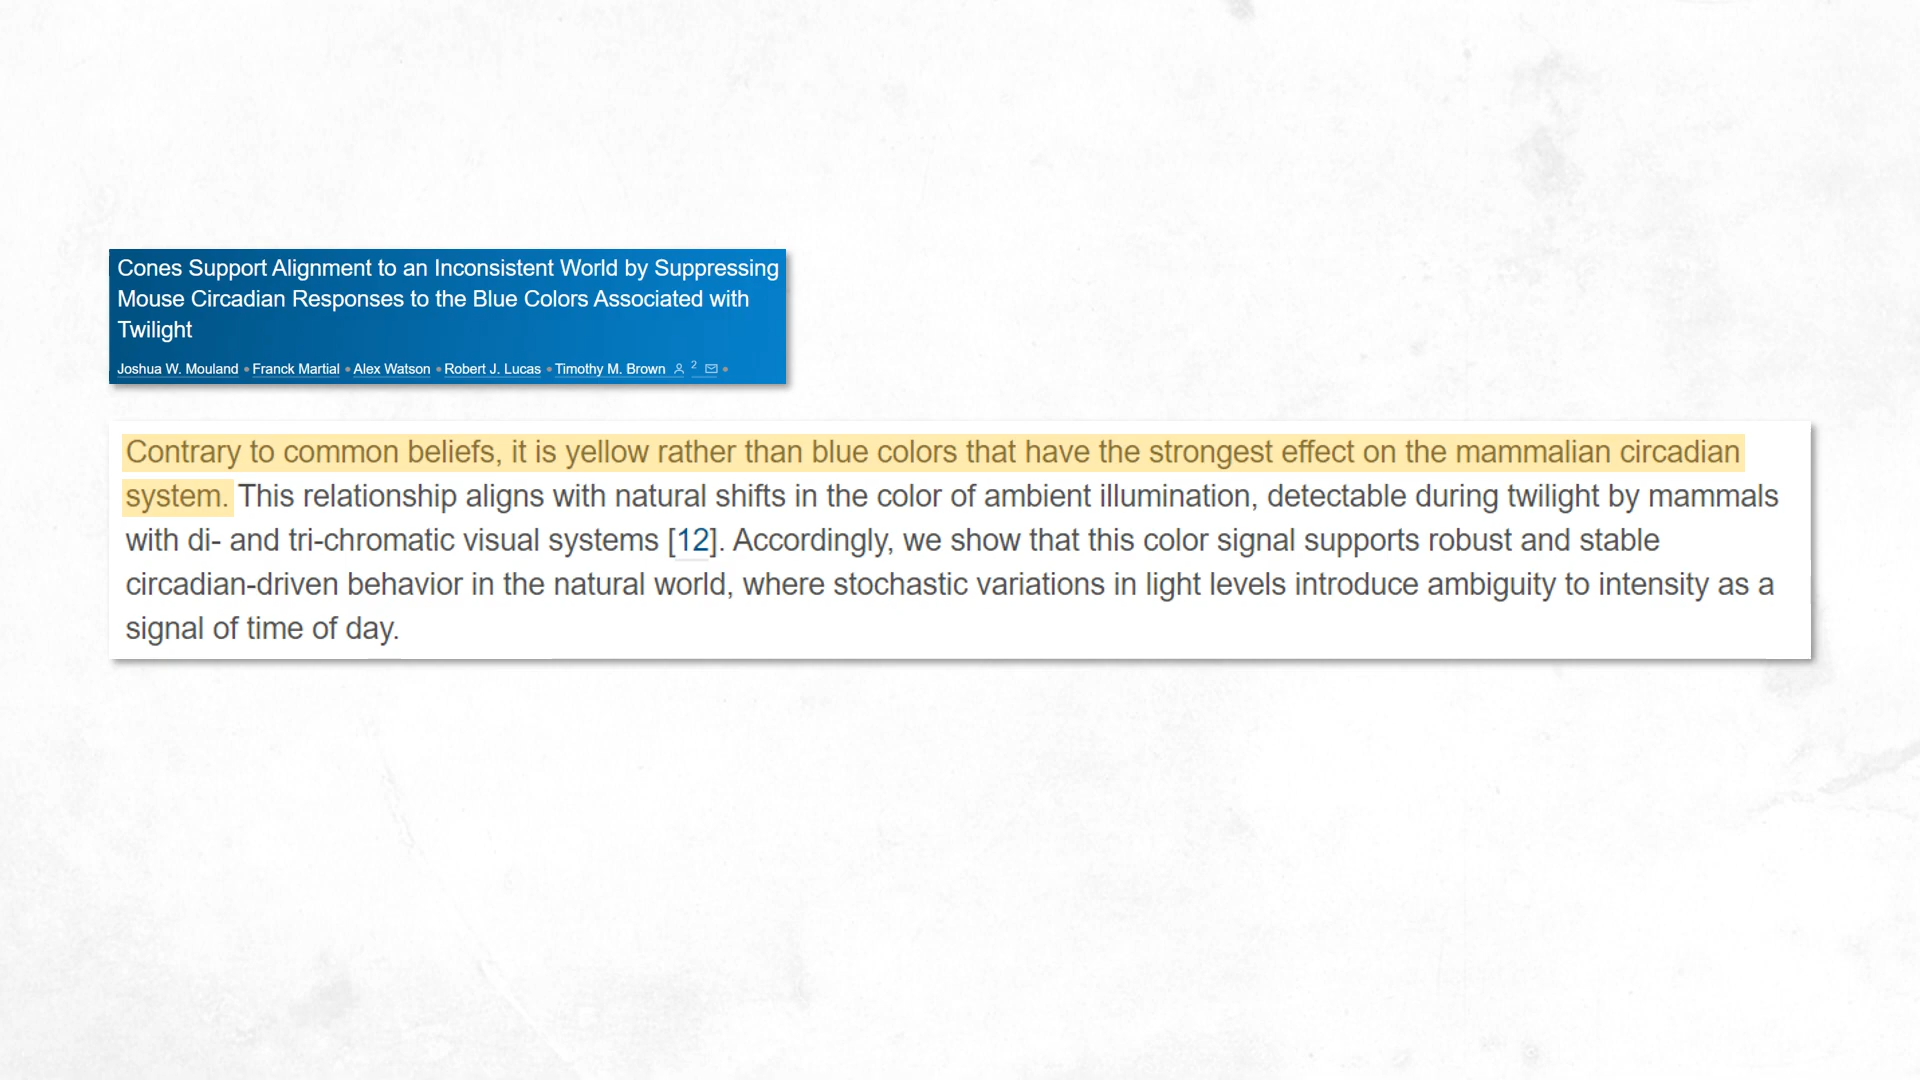 Cones Support Alignment to an Inconsistent World by Suppressing
Mouse Circadian Responses to the Blue Colors Associated with
Twilight
Joshua W. Mouland • Franck Martial • Alex Watson • Robert J. Lucas • Timothy M. Brown 2 •
Contrary to common beliefs, it is yellow rather than blue colors that have the strongest effect on the mammalian circadian
system. This relationship aligns with natural shifts in the color of ambient illumination, detectable during twilight by mammals
with di- and tri-chromatic visual systems [12]. Accordingly, we show that this color signal supports robust and stable
circadian-driven behavior in the natural world, where stochastic variations in light levels introduce ambiguity to intensity as a
signal of time of day.